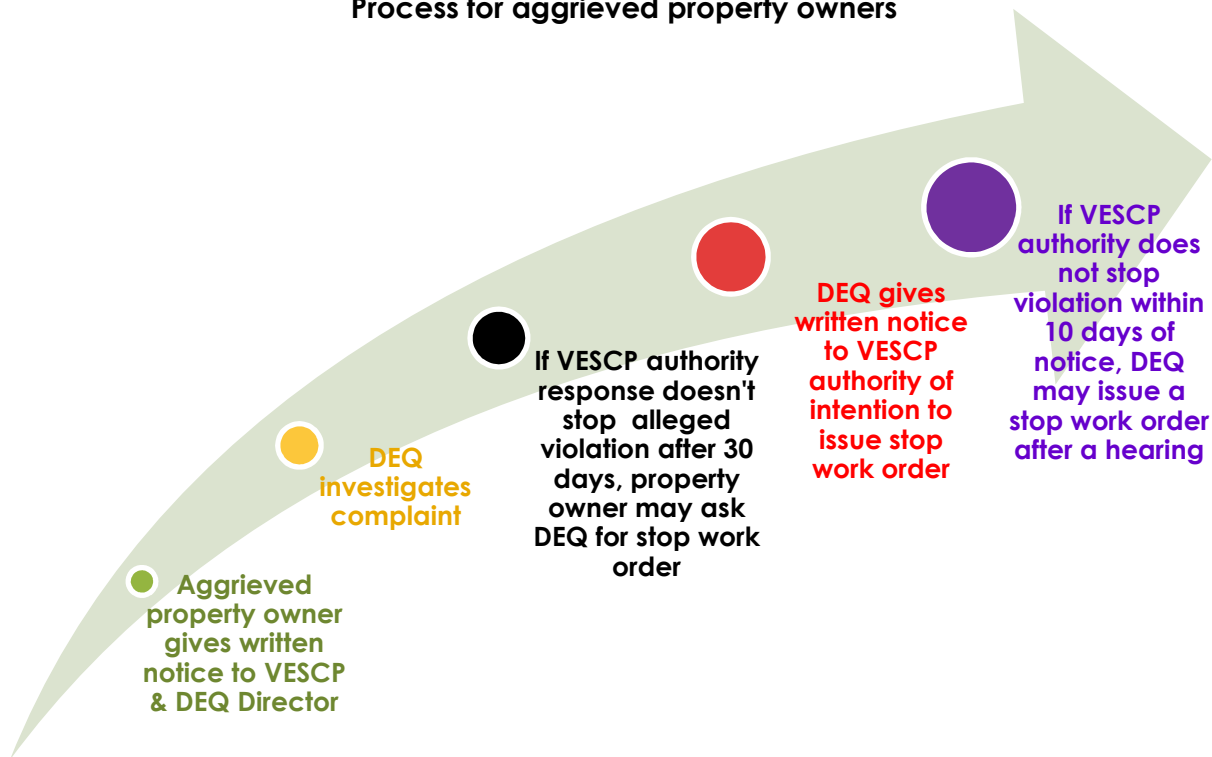 Process for aggrieved property owners
Aggrieved
property owner
gives written
notice to VESCP
& DEQ Director
DEQ
investigates
complaint
If VESCP authority
response doesn't
stop alleged
violation after 30
days, property
owner may ask
DEQ for stop work
order
DEQ gives
written notice
to VESCP
authority of
intention to
issue stop
work order
If VESCP
authority does
not stop
violation within
10 days of
notice, DEQ
may issue a
stop work order
after a hearing